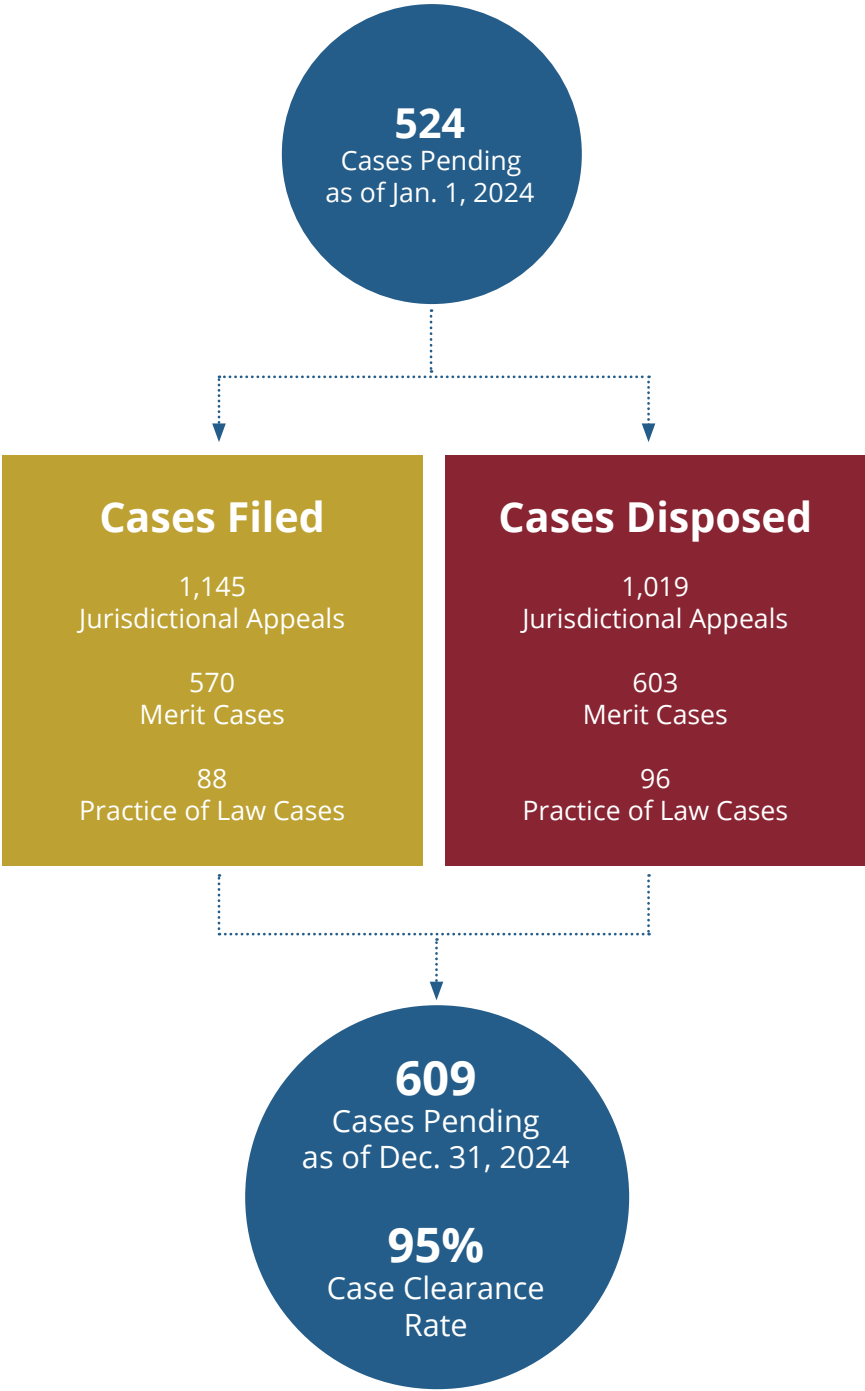 524
Cases Pending
as of Jan. 1, 2024
Cases Filed
1,145
Jurisdictional Appeals
570
Merit Cases
88
Practice of Law Cases
Cases Disposed
1,019
Jurisdictional Appeals
603
Merit Cases
96
Practice of Law Cases
609
Cases Pending
as of Dec. 31, 2024
95%
Case Clearance
Rate